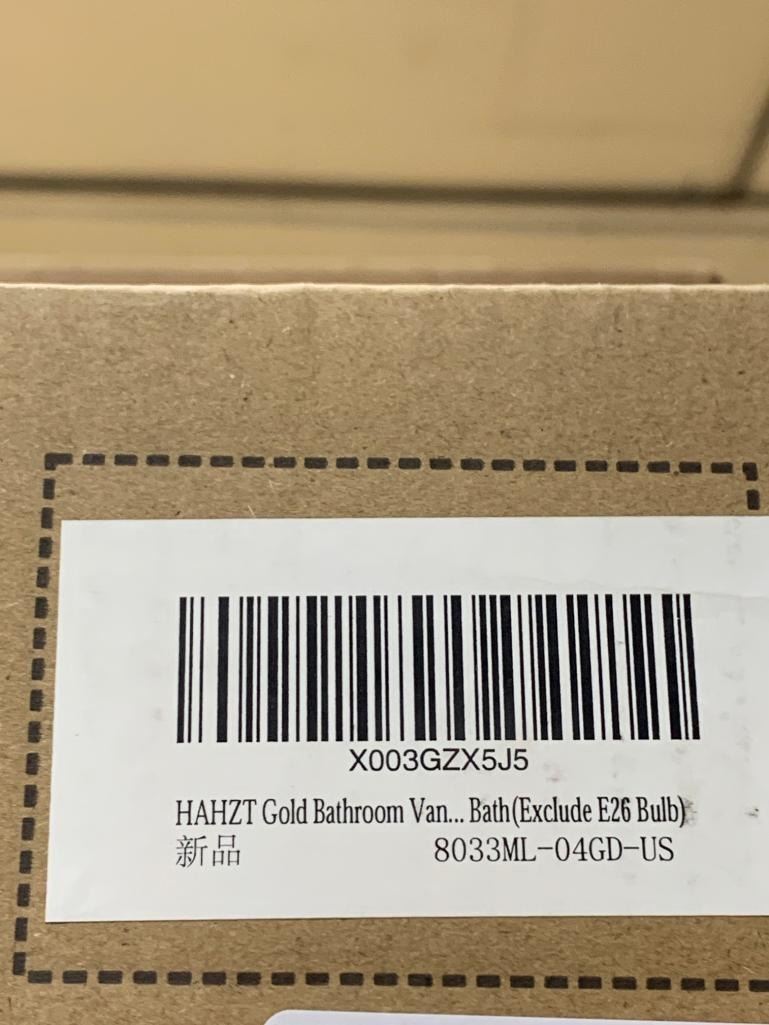 X003GZX5J5
HAHZT Gold Bathroom Van... Bath(Exclude E26 Bulb)
新品 8033ML-04GD-US